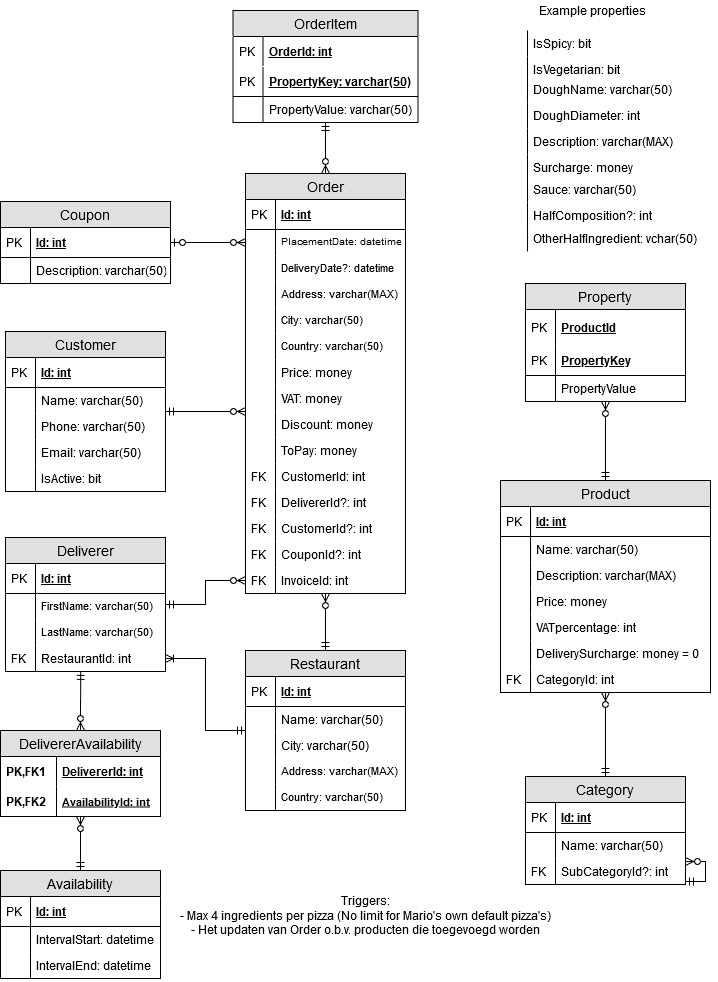 OrderItem
PK OrderId: int
PK PropertyKey: varchar(50)
PropertyValue: varchar(50)
Example properties
IsSpicy: bit
IsVegetarian: bit
DoughName: varchar(50)
DoughDiameter: int
Description: varchar(MAX)
Surcharge: money
Sauce: varchar(50)
HalfComposition?: int
OtherHalfIngredient: vchar(50)
Order
PK Id: int
PlacementDate: datetime
DeliveryDate?: datetime
Address: varchar(MAX)
City: varchar(50)
Country: varchar(50)
Price: money
VAT: money
Discount: money
ToPay: money
FK CustomerId: int
FK DelivererId?: int
FK CustomerId?: int
FK CouponId?: int
FK InvoiceId: int
Coupon
PK Id: int
Description: varchar(50)
Customer
PK Id: int
Name: varchar(50)
Phone: varchar(50)
Email: varchar(50)
IsActive: bit
Deliverer
PK Id: int
FirstName: varchar(50)
LastName: varchar(50)
FK RestaurantId: int
Restaurant
PK Id: int
Name: varchar(50)
City: varchar(50)
Address: varchar(MAX)
Country: varchar(50)
DelivererAvailability
PK,FK1 DelivererId: int
PK,FK2 AvailabilityId: int
Availability
PK Id: int
IntervalStart: datetime
IntervalEnd: datetime
Property
PK ProductId
PK PropertyKey
PropertyValue
Product
PK Id: int
Name: varchar(50)
Description: varchar(MAX)
Price: money
VATpercentage: int
DeliverySurcharge: money = 0
FK CategoryId: int
Category
PK Id: int
Name: varchar(50)
FK SubCategoryId?: int
Triggers:
- Max 4 ingredients per pizza (No limit for Mario's own default pizza's)
- Het updaten van Order o.b.v. producten die toegevoegd worden